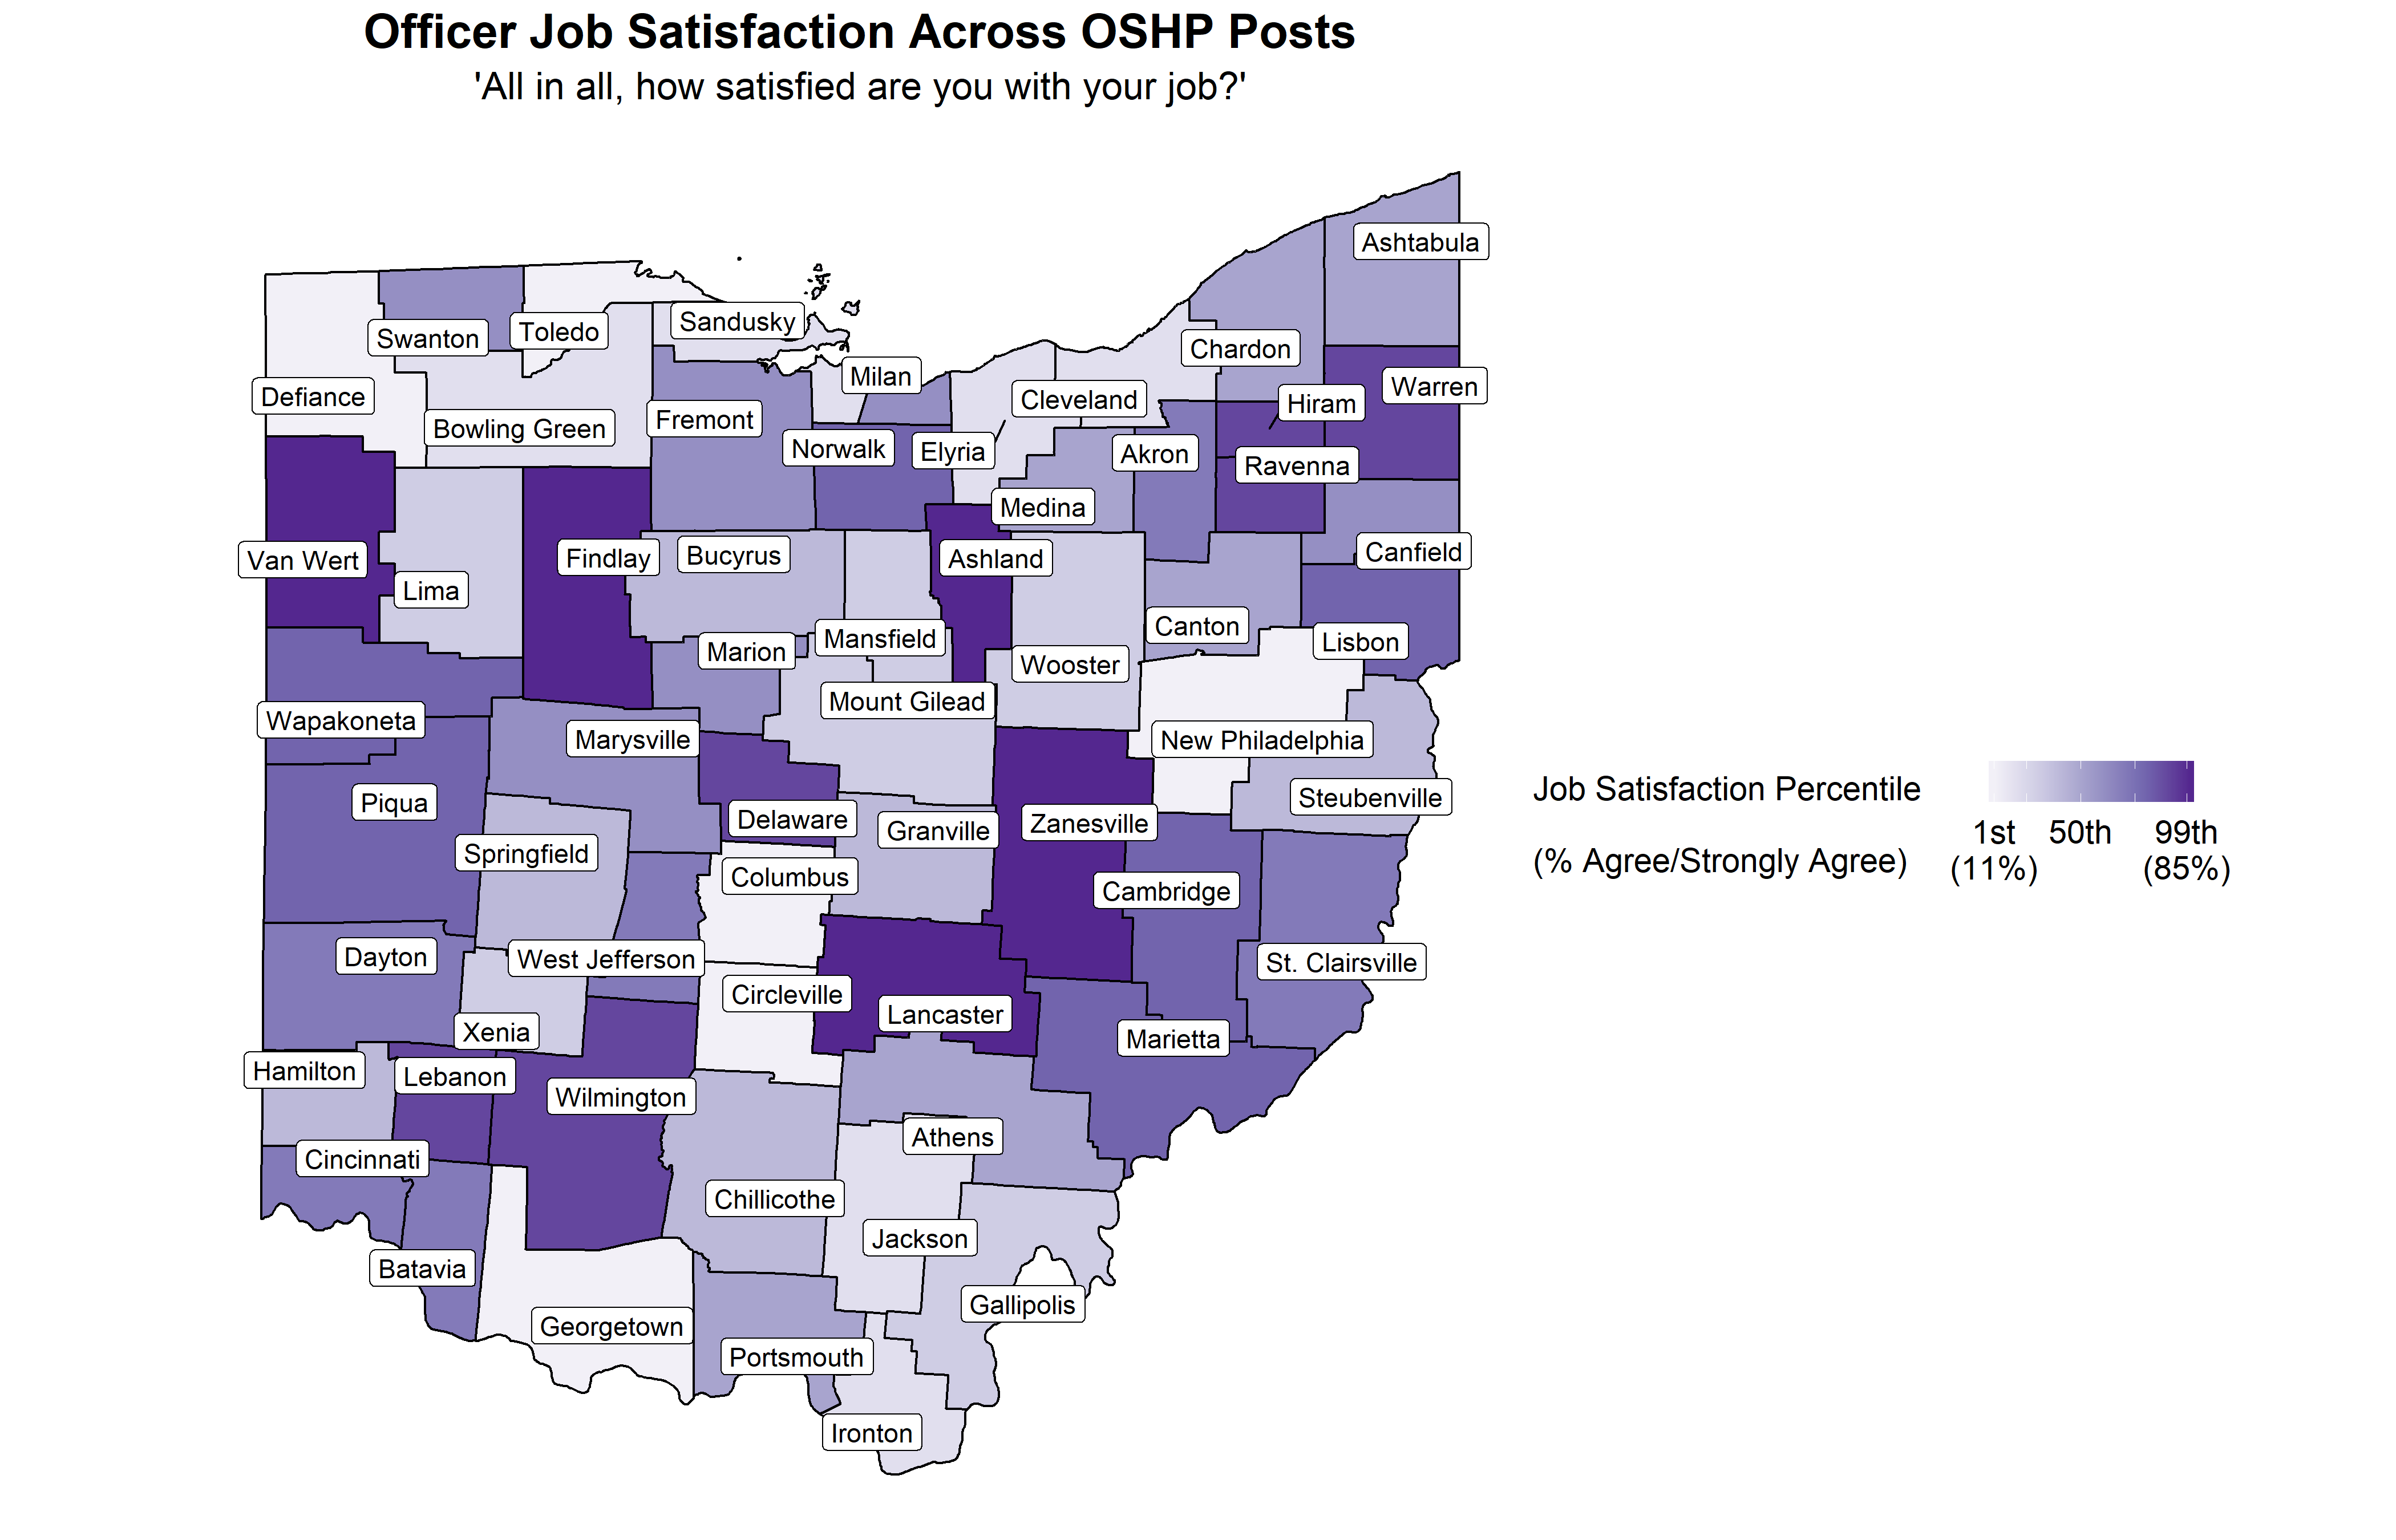 Officer Job Satisfaction Across OSHP Posts
'All in all, how satisfied are you with your job?'
Ashtabula
Swanton
Toledo
Sandusky
Chardon
Milan
Warren
Defiance
Cleveland
Hiram
Bowling Green
Fremont
Norwalk
Elyria
Akron
Ravenna
Medina
Van Wert
Findlay
Bucyrus
Ashland
Canfield
Lima
Canton
Marion
Mansfield
Lisbon
Wooster
Mount Gilead
Wapakoneta
Marysville
New Philadelphia
Piqua
Steubenville
Delaware
Granville
Zanesville
Springfield
Columbus
Cambridge
Dayton
West Jefferson
St. Clairsville
Circleville
Lancaster
Xenia
Marietta
Hamilton
Lebanon
Wilmington
Athens
Cincinnati
Chillicothe
Jackson
Batavia
Gallipolis
Georgetown
Portsmouth
Ironton
Job Satisfaction Percentile
(% Agree/Strongly Agree)
1st 50th 99th
(11%) (85%)